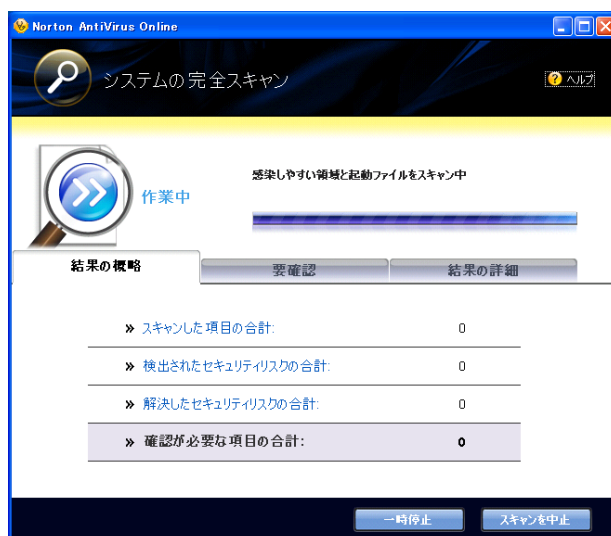 Norton AntiVirus Online
システムの完全スキャン
ヘルプ
感染しやすい領域と起動ファイルをスキャン中
作業中
結果の概略
要確認
結果の詳細
» スキャンした項目の合計: 0
» 検出されたセキュリティリスクの合計: 0
» 解決したセキュリティリスクの合計: 0
» 確認が必要な項目の合計: 0
一時停止
スキャンを中止